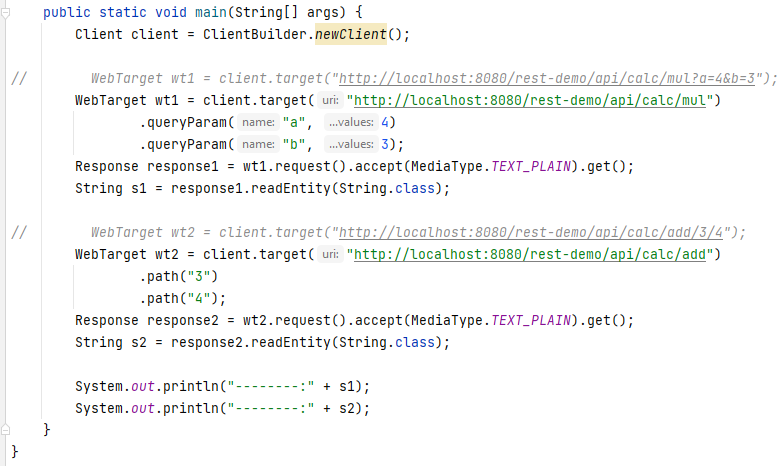 public static void main(String[] args) {
Client client = ClientBuilder.newClient();
// WebTarget wt1 = client.target("http://localhost:8080/rest-demo/api/calc/mul?a=4&b=3");
WebTarget wt1 = client.target( uri: "http://localhost:8080/rest-demo/api/calc/mul")
.queryParam( name: "a", ...values: 4)
.queryParam( name: "b", ...values: 3);
Response response1 = wt1.request().accept(MediaType.TEXT_PLAIN).get();
String s1 = response1.readEntity(String.class);
// WebTarget wt2 = client.target("http://localhost:8080/rest-demo/api/calc/add/3/4");
WebTarget wt2 = client.target( uri: "http://localhost:8080/rest-demo/api/calc/add")
.path("3")
.path("4");
Response response2 = wt2.request().accept(MediaType.TEXT_PLAIN).get();
String s2 = response2.readEntity(String.class);
System.out.println("--------:" + s1);
System.out.println("--------:" + s2);
}
}